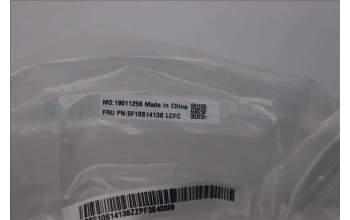 MO:19011256 Made in China
FRU PN:5F10S14138 LCFC